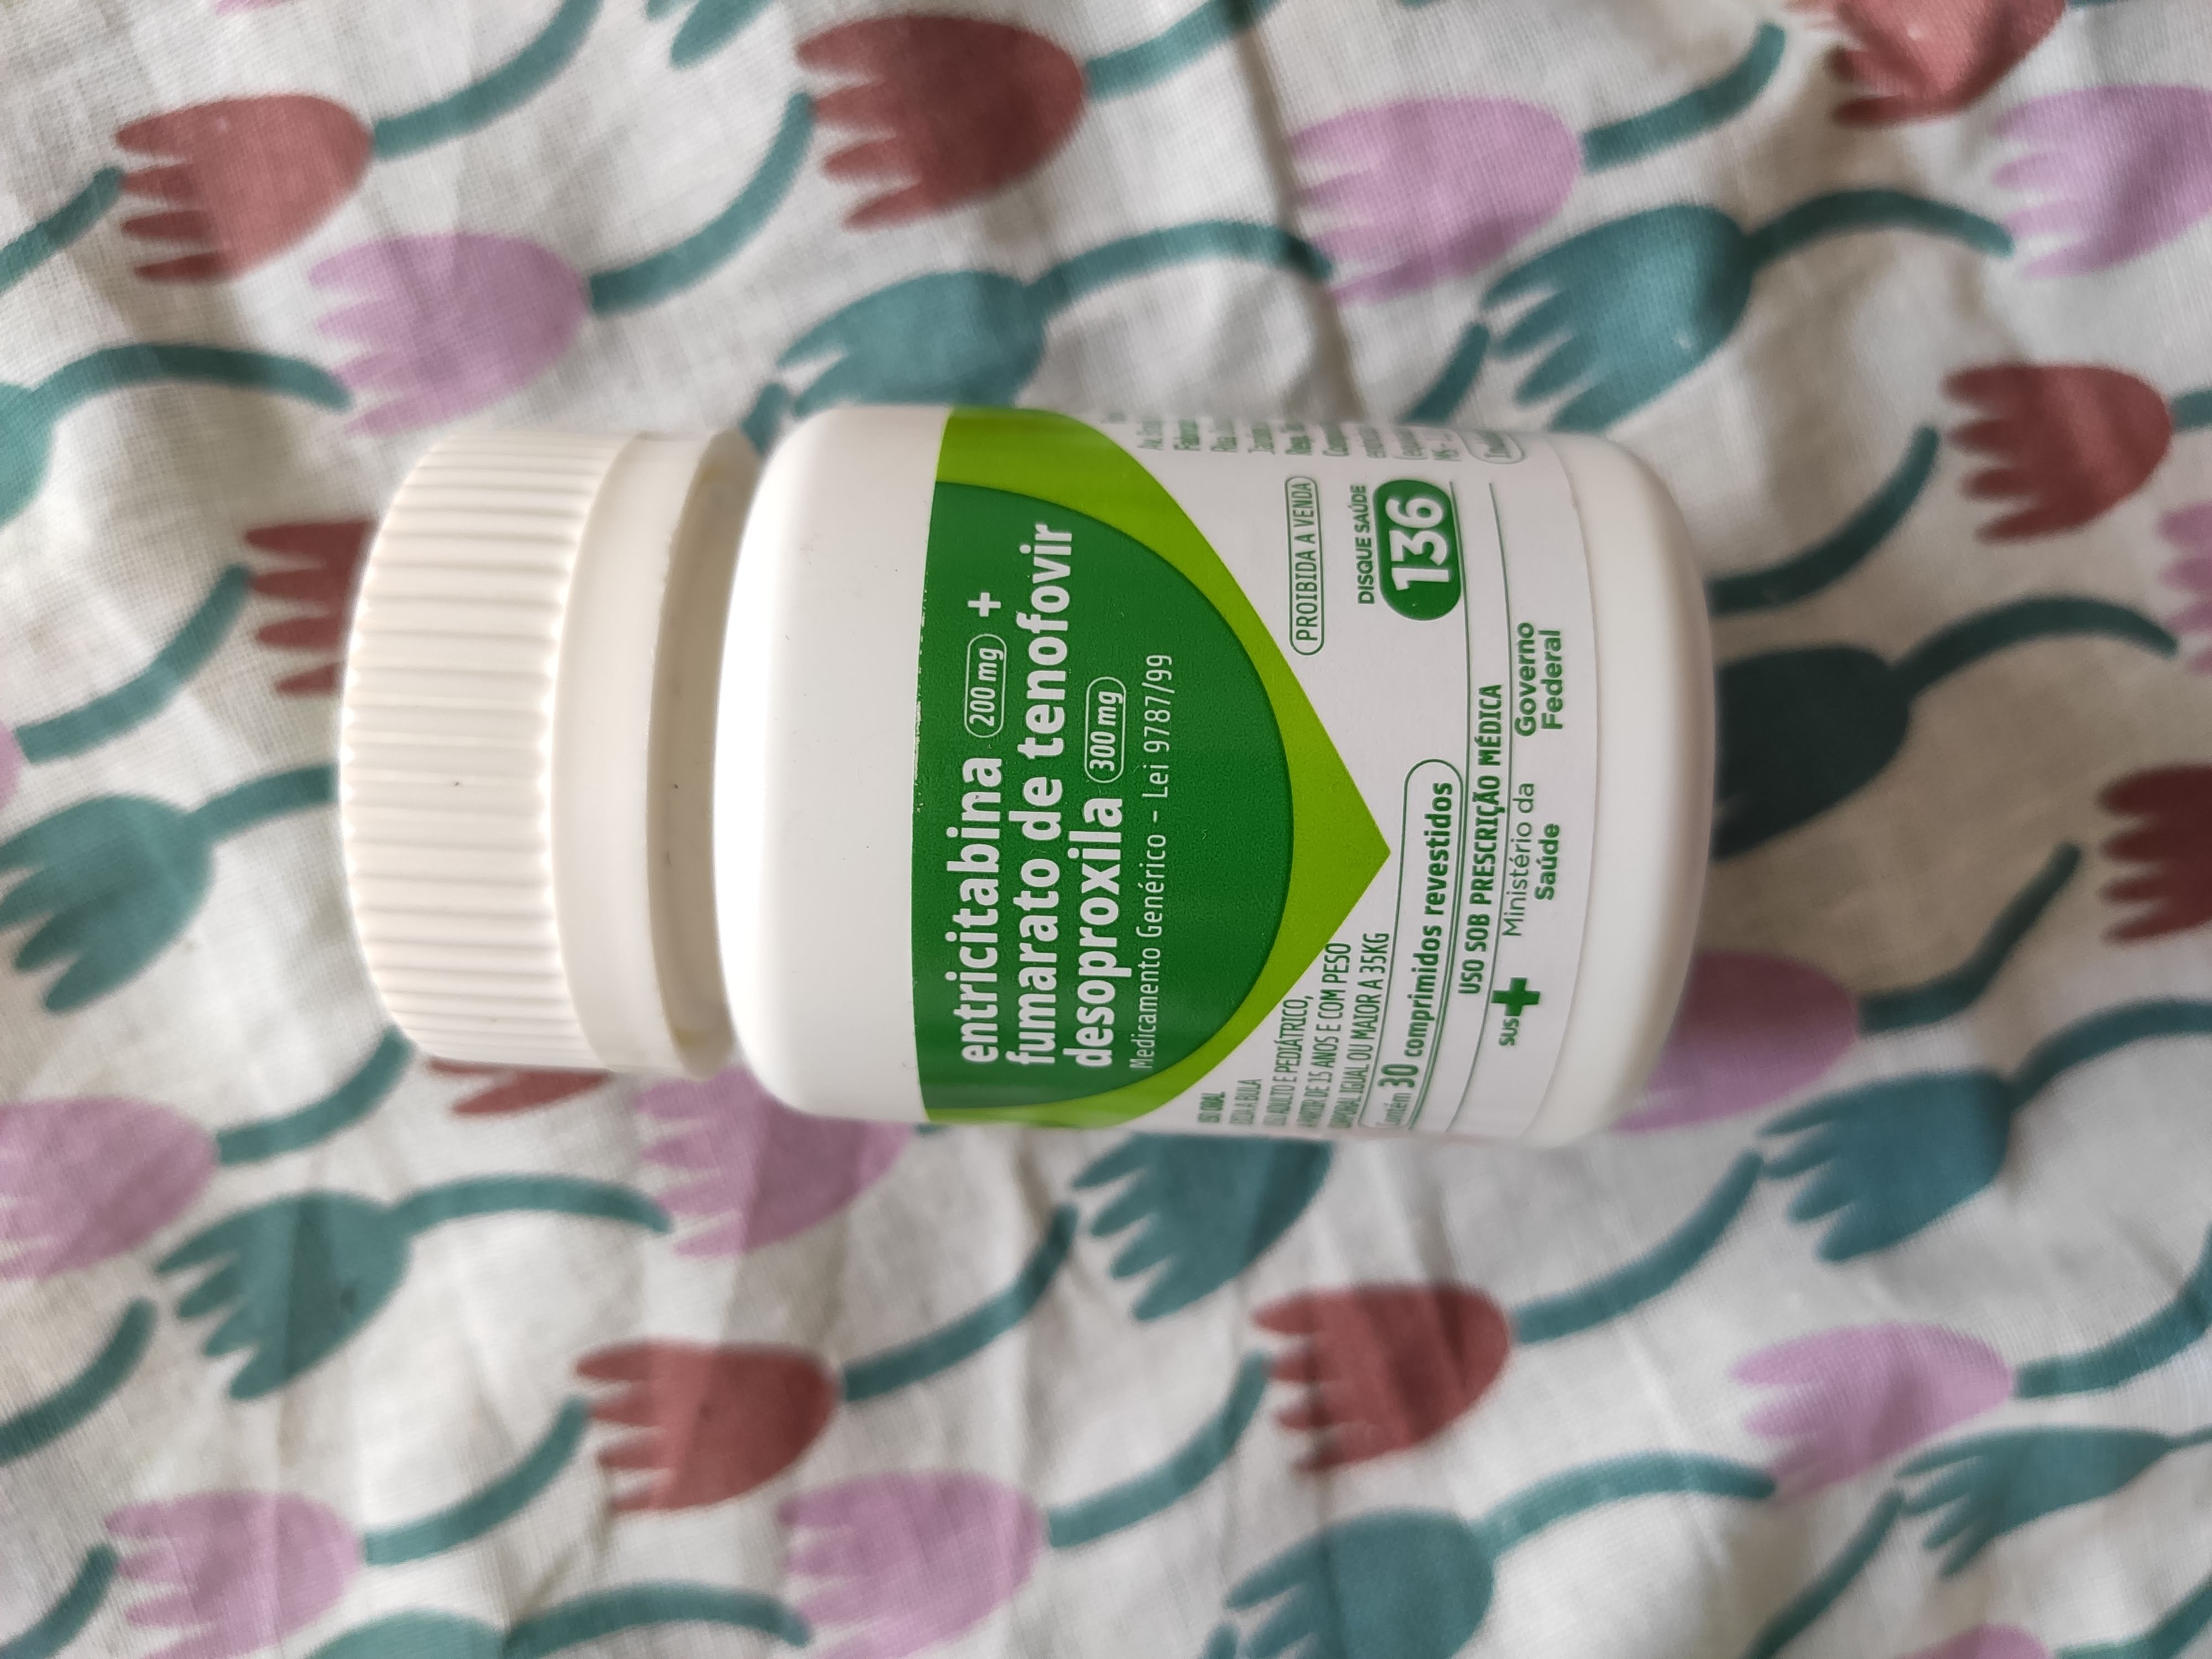 entricitabina 200 mg +
fumarato de tenofovir
desoproxila 300 mg
Medicamento Genérico - Lei 9787/99
USO ORAL
A BULA
ADULTO E PEDIÁTRICO,
A PARTIR DE 15 ANOS E COM PESO
CORPORAL IGUAL OU MAIOR A 35KG
Contém 30 comprimidos revestidos
PROIBIDA A VENDA
DISQUE SAÚDE
136
USO SOB PRESCRIÇÃO MÉDICA
SUS
Ministério da
Saúde
Governo
Federal